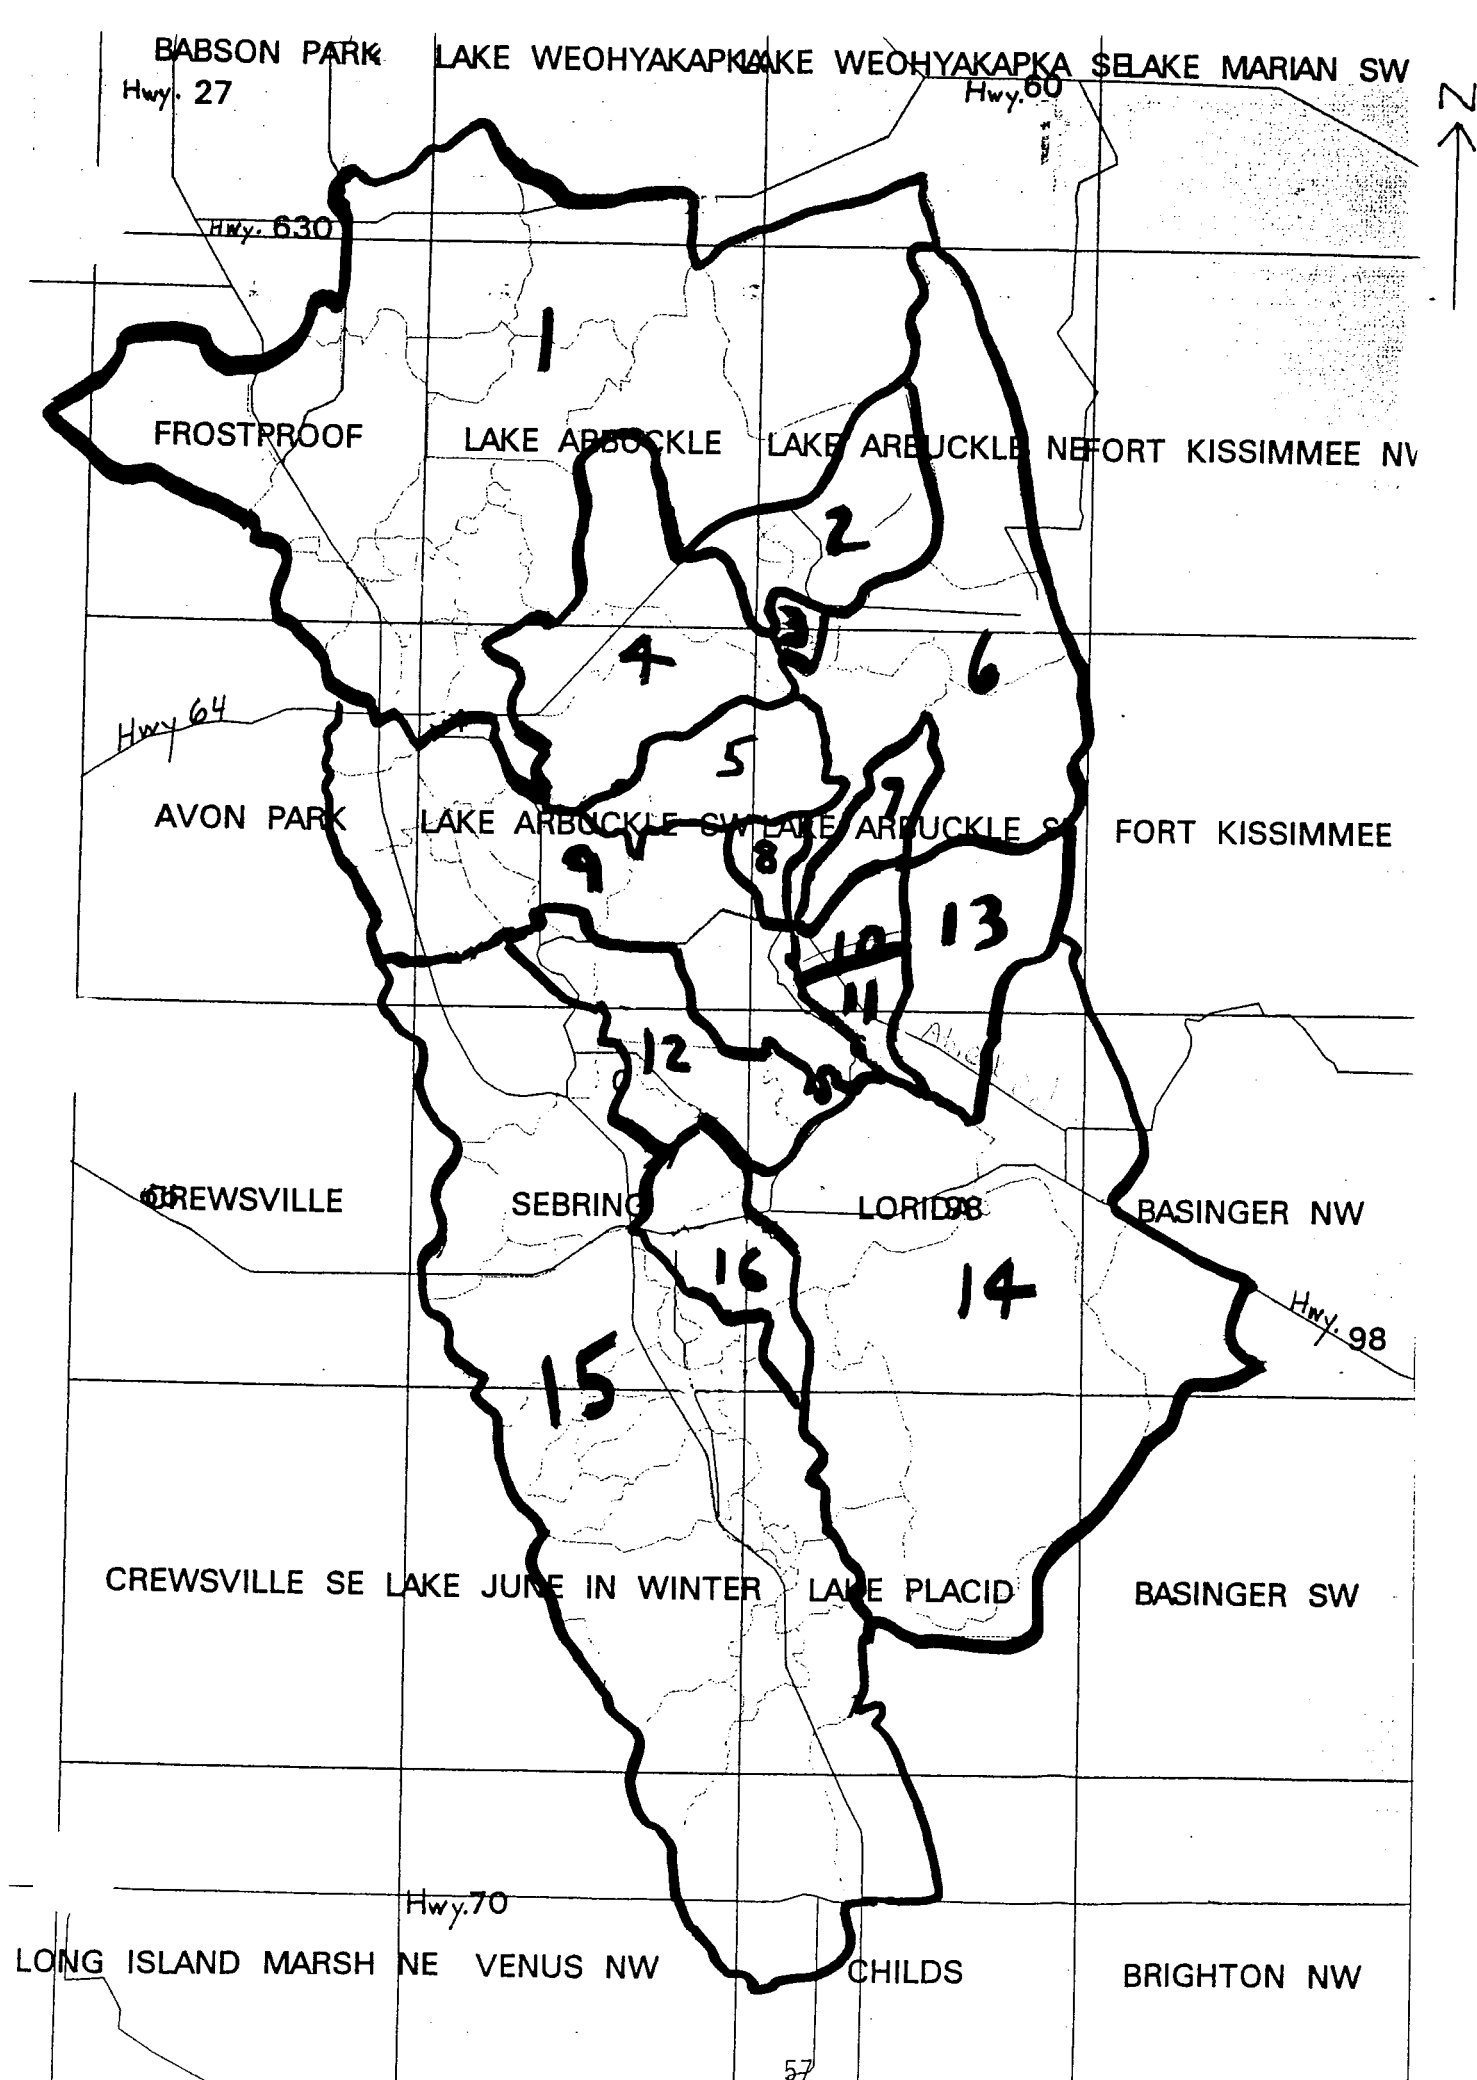 BABSON PARK LAKE WEOHYAKAPKA LAKE WEOHYAKAPKA SE LAKE MARIAN SW
Hwy. 27 Hwy. 60
N
Hwy. 630
1
FROSTPROOF LAKE ARBUCKLE LAKE ARBUCKLE NE FORT KISSIMMEE NW
2
3
4 6
Hwy 64
5
7
AVON PARK LAKE ARBUCKLE SW LAKE ARBUCKLE SE FORT KISSIMMEE
8
9
10 13
11
12
66 CREWSVILLE SEBRING LORIDA 98 BASINGER NW
16
14
Hwy. 98
15
CREWSVILLE SE LAKE JUNE IN WINTER LAKE PLACID BASINGER SW
Hwy. 70
LONG ISLAND MARSH NE VENUS NW CHILDS BRIGHTON NW
57